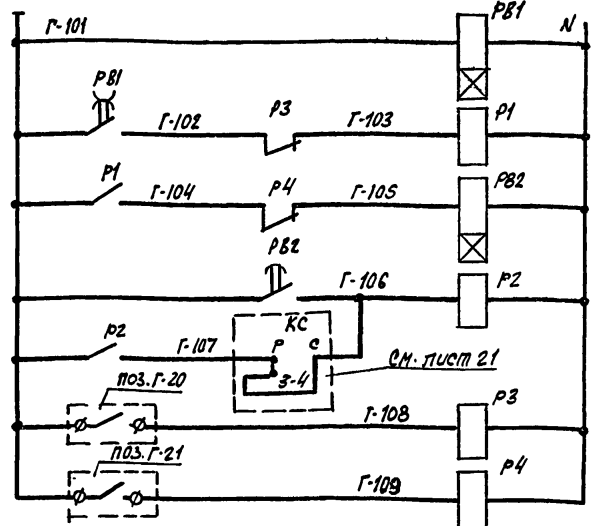 Г-101
РВ1
N
РВ1
Г-102
Р3
Г-103
Р1
Р1
Г-104
Р4
Г-105
РВ2
РВ2
Г-106
Р2
Р2
Г-107
КС
Р
С
3-4
См. лист 21
поз. Г-20
Г-108
Р3
поз. Г-21
Г-109
Р4